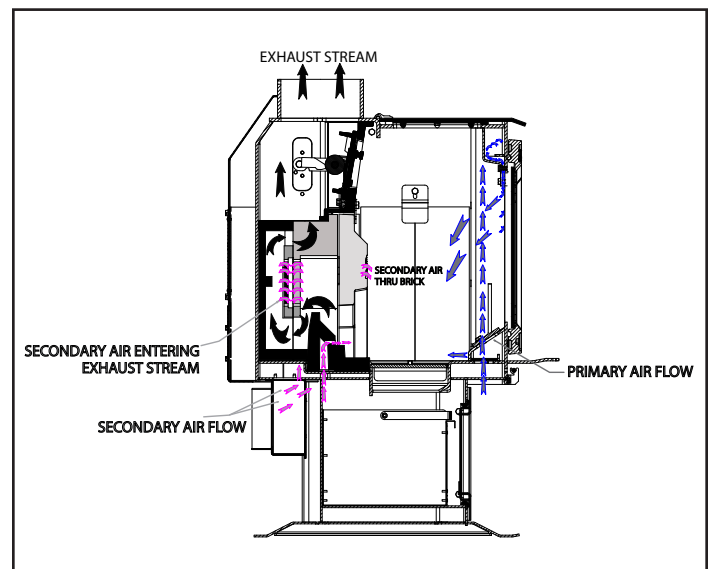 EXHAUST STREAM
SECONDARY AIR
THRU BRICK
SECONDARY AIR ENTERING
EXHAUST STREAM
PRIMARY AIR FLOW
SECONDARY AIR FLOW